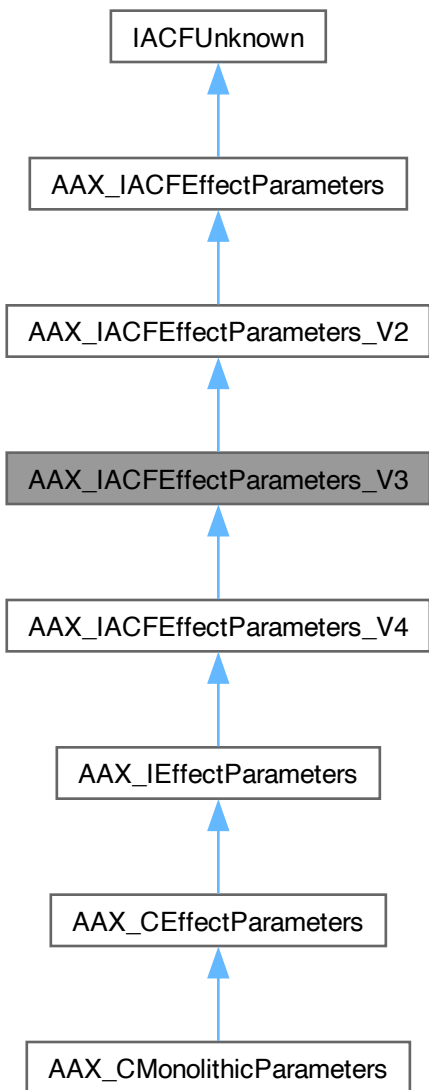 IACFUnknown
AAX_IACFEffectParameters
AAX_IACFEffectParameters_V2
AAX_IACFEffectParameters_V3
AAX_IACFEffectParameters_V4
AAX_IEffectParameters
AAX_CEffectParameters
AAX_CMonolithicParameters